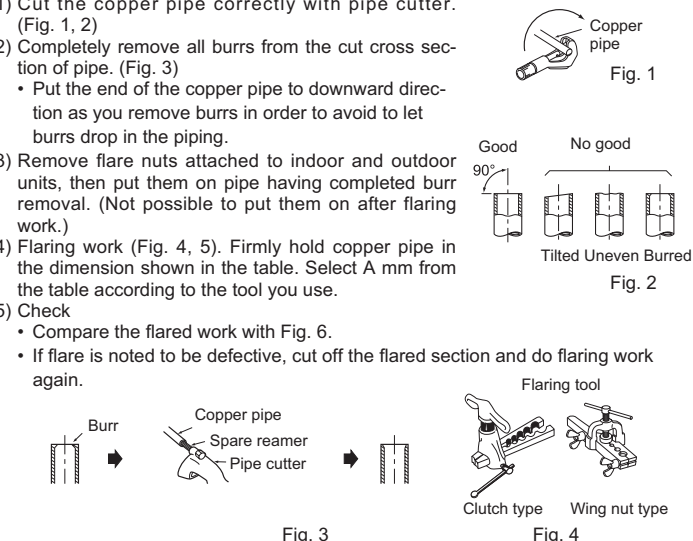 1) Cut the copper pipe correctly with pipe cutter.
(Fig. 1, 2)
2) Completely remove all burrs from the cut cross sec-
tion of pipe. (Fig. 3)
• Put the end of the copper pipe to downward direc-
tion as you remove burrs in order to avoid to let
burrs drop in the piping.
3) Remove flare nuts attached to indoor and outdoor
units, then put them on pipe having completed burr
removal. (Not possible to put them on after flaring
work.)
4) Flaring work (Fig. 4, 5). Firmly hold copper pipe in
the dimension shown in the table. Select A mm from
the table according to the tool you use.
5) Check
• Compare the flared work with Fig. 6.
• If flare is noted to be defective, cut off the flared section and do flaring work
again.
Copper
pipe
Fig. 1
Good
No good
90°
Tilted Uneven Burred
Fig. 2
Burr
Copper pipe
Spare reamer
Pipe cutter
Fig. 3
Flaring tool
Clutch type
Wing nut type
Fig. 4